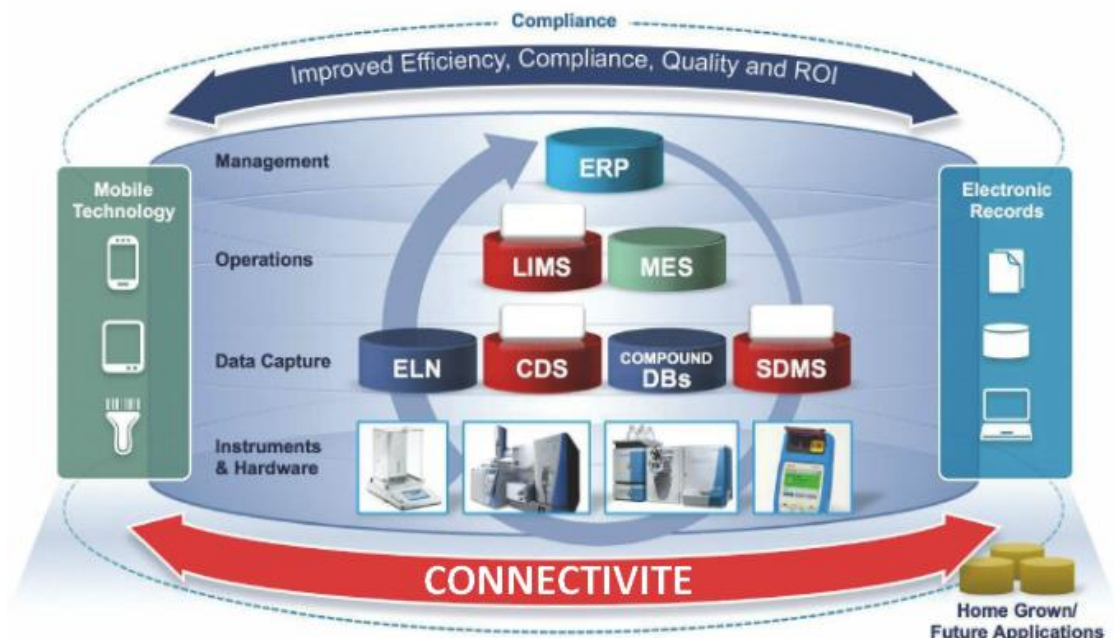 Compliance
Improved Efficiency, Compliance, Quality and ROI
Management
ERP
Mobile
Technology
Electronic
Records
Operations
LIMS
MES
Data Capture
ELN
CDS
COMPOUND
DBs
SDMS
Instruments
& Hardware
CONNECTIVITE
Home Grown/
Future Applications